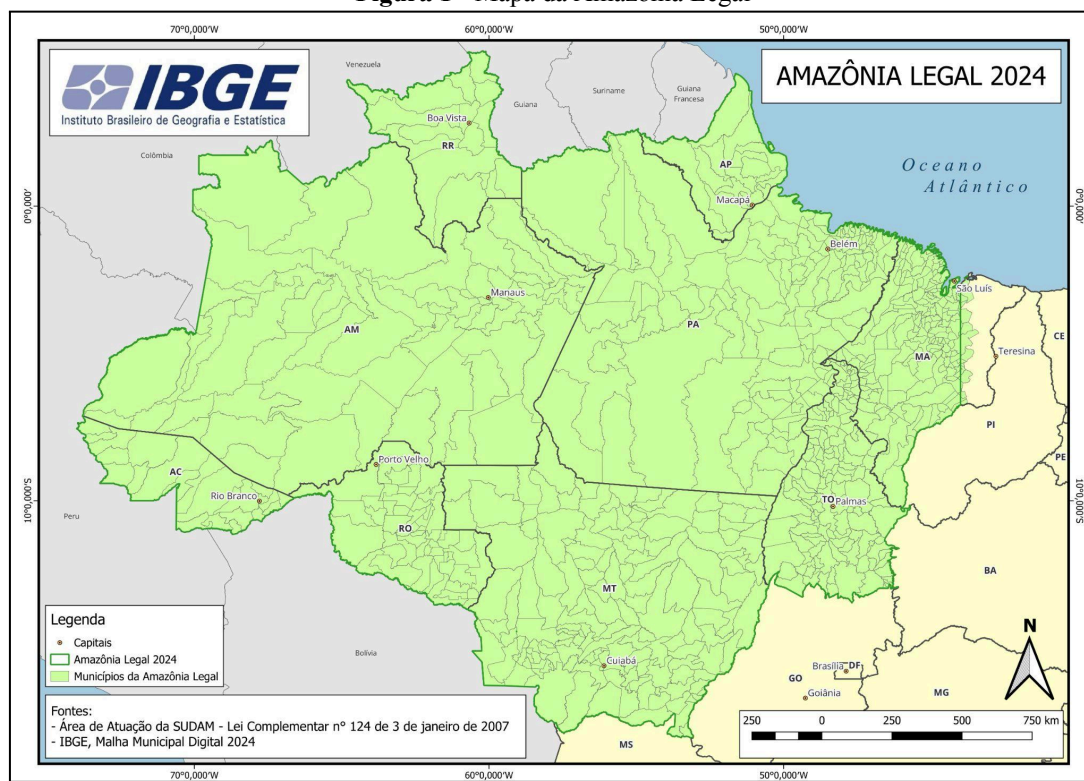 Figura 1 - Mapa da Amazônia Legal
70°0,000'W 60°0,000'W 50°0,000'W
IBGE
Instituto Brasileiro de Geografia e Estatística
AMAZÔNIA LEGAL 2024
Venezuela
Guiana
Suriname
Guiana
Francesa
Colômbia
Boa Vista
RR
AP
Macapá
Oceano
Atlântico
0°0,000'
0°0,000'
Belém
São Luís
Manaus
AM
PA
MA
Teresina
CE
PI
PE
AC
Rio Branco
Porto Velho
RO
TO
Palmas
10°0,000'S
10°0,000'S
Peru
BA
MT
Bolívia
Cuiabá
Brasília
DF
GO
Goiânia
MG
MS
N
Legenda
Capitais
Amazônia Legal 2024
Municípios da Amazônia Legal
Fontes:
- Área de Atuação da SUDAM - Lei Complementar n° 124 de 3 de janeiro de 2007
- IBGE, Malha Municipal Digital 2024
250 0 250 500 750 km
70°0,000'W 60°0,000'W 50°0,000'W